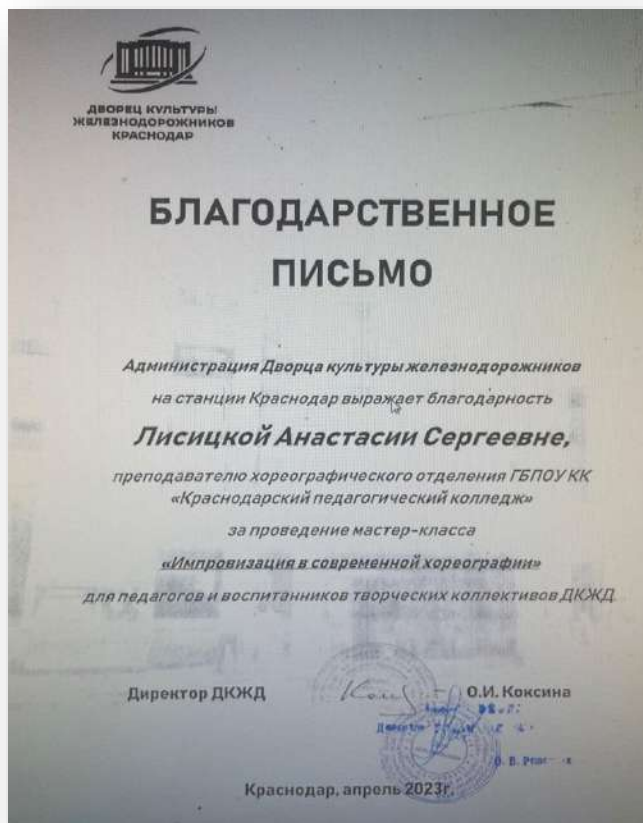 ДВОРЕЦ КУЛЬТУРЫ
ЖЕЛЕЗНОДОРОЖНИКОВ
КРАСНОДАР
БЛАГОДАРСТВЕННОЕ
ПИСЬМО
Администрация Дворца культуры железнодорожников
на станции Краснодар выражает благодарность
Лисицкой Анастасии Сергеевне,
преподавателю хореографического отделения ГБПОУ КК
«Краснодарский педагогический колледж»
за проведение мастер-класса
«Импровизация в современной хореографии»
для педагогов и воспитанников творческих коллективов ДКЖД
Директор ДКЖД О.И. Коксина
Краснодар, апрель 2023г.